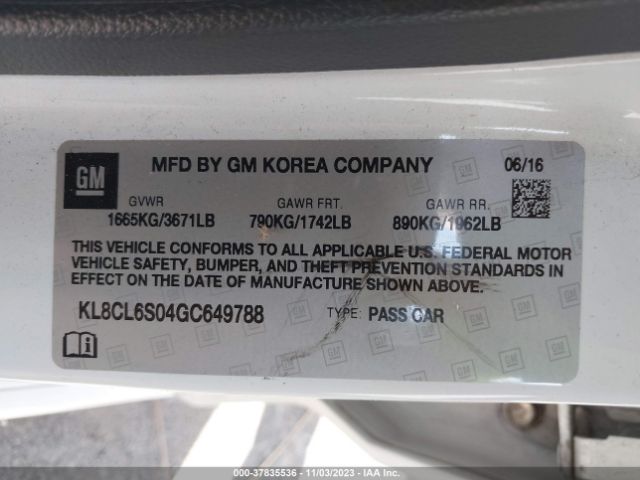 GM MFD BY GM KOREA COMPANY 06/16
GVWR GAWR FRT. GAWR RR.
1665KG/3671LB 790KG/1742LB 890KG/1962LB
THIS VEHICLE CONFORMS TO ALL APPLICABLE U.S. FEDERAL MOTOR
VEHICLE SAFETY, BUMPER, AND THEFT PREVENTION STANDARDS IN
EFFECT ON THE DATE OF MANUFACTURE SHOWN ABOVE.
KL8CL6S04GC649788 TYPE: PASS CAR
000-37835536 - 11/03/2023 - IAA Inc.